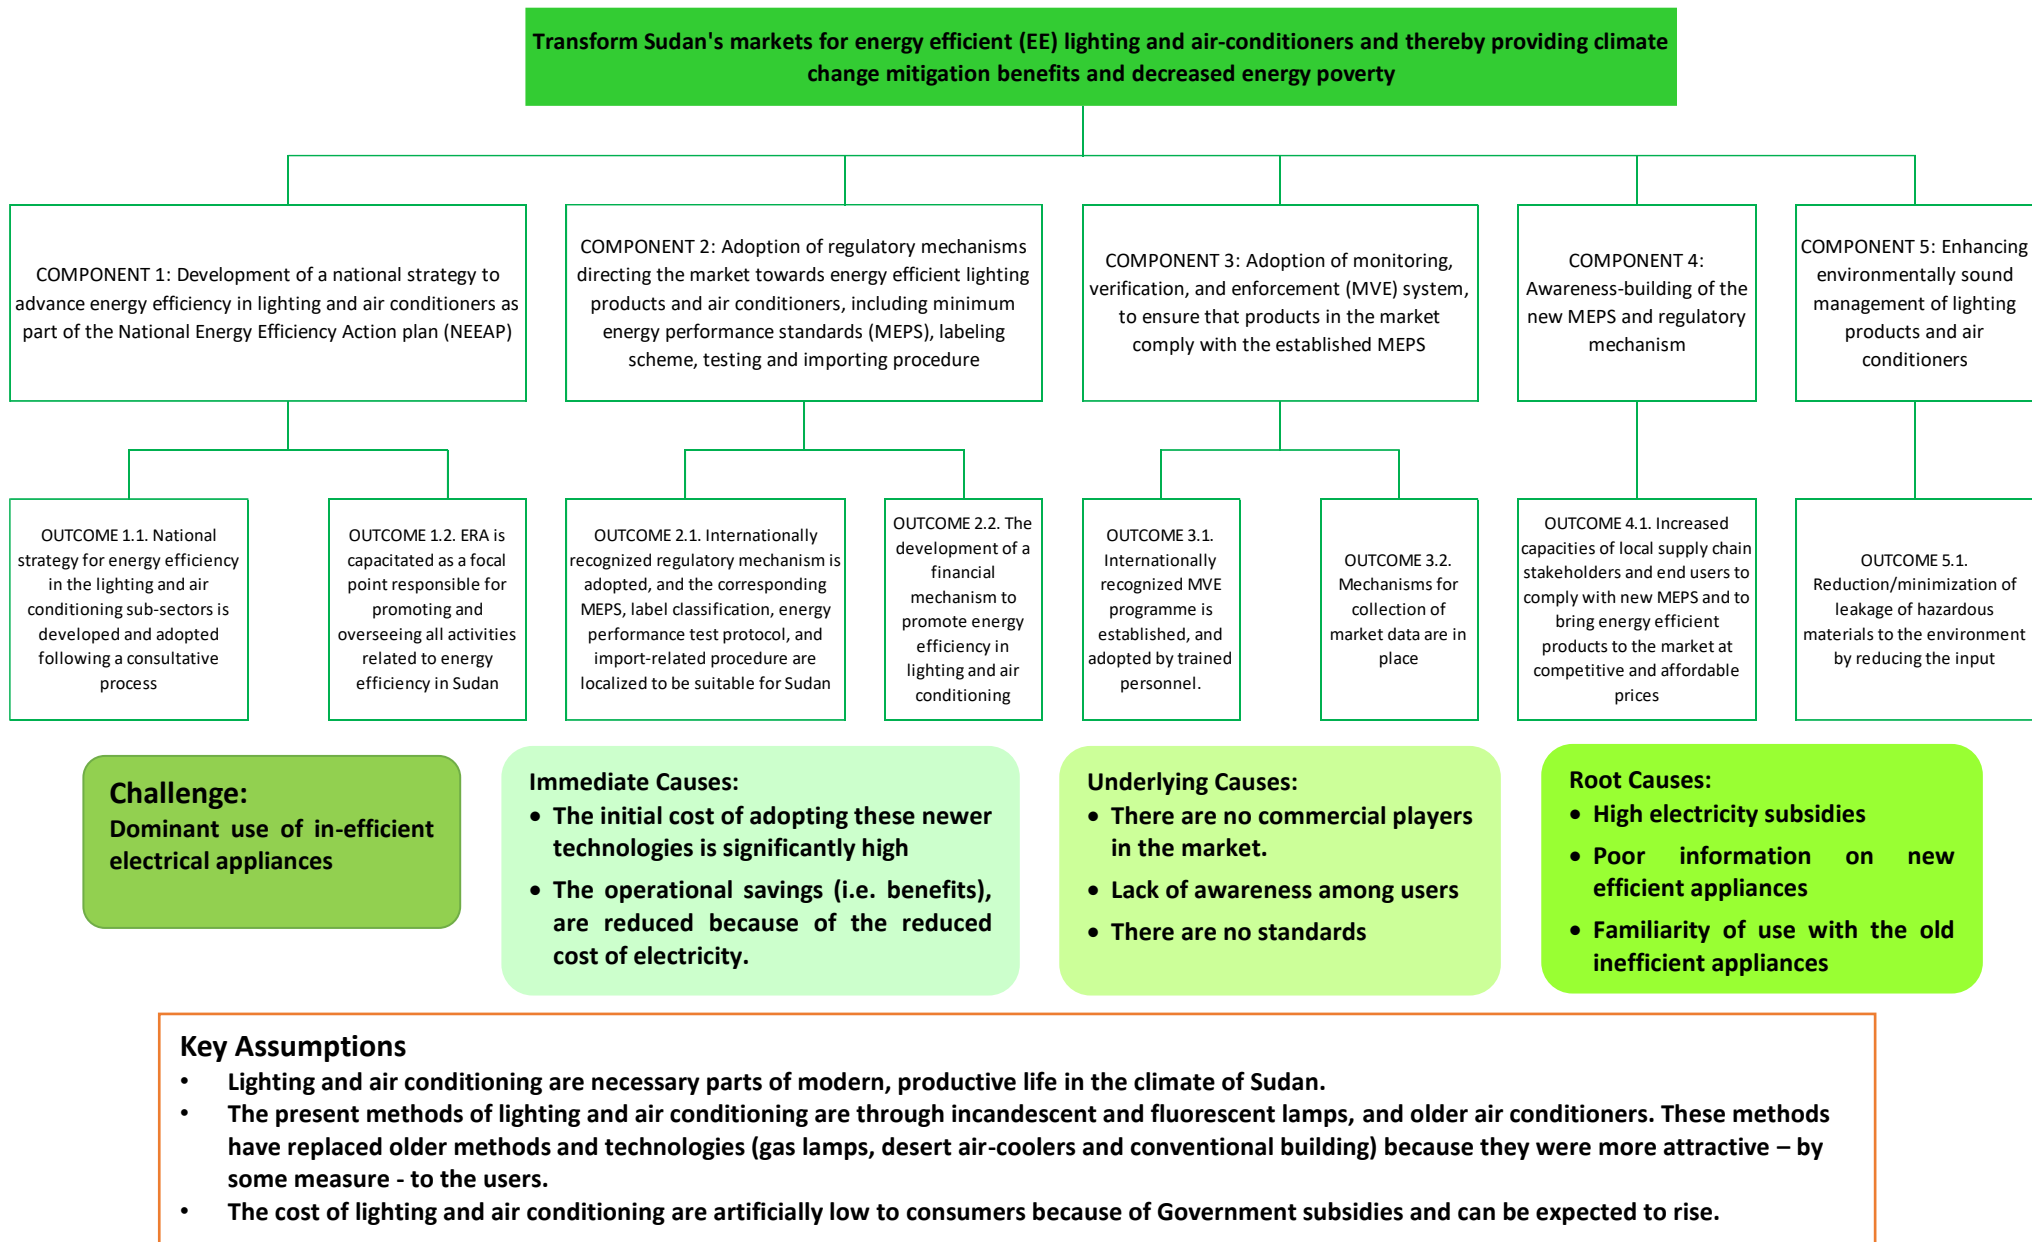 Transform Sudan's markets for energy efficient (EE) lighting and air-conditioners and thereby providing climate
change mitigation benefits and decreased energy poverty
COMPONENT 1: Development of a national strategy to
advance energy efficiency in lighting and air conditioners as
part of the National Energy Efficiency Action plan (NEEAP)
COMPONENT 2: Adoption of regulatory mechanisms
directing the market towards energy efficient lighting
products and air conditioners, including minimum
energy performance standards (MEPS), labeling
scheme, testing and importing procedure
COMPONENT 3: Adoption of monitoring,
verification, and enforcement (MVE) system,
to ensure that products in the market
comply with the established MEPS
COMPONENT 4:
Awareness-building of the
new MEPS and regulatory
mechanism
COMPONENT 5: Enhancing
environmentally sound
management of lighting
products and air
conditioners
OUTCOME 1.1. National
strategy for energy efficiency
in the lighting and air
conditioning sub-sectors is
developed and adopted
following a consultative
process
OUTCOME 1.2. ERA is
capacitated as a focal
point responsible for
promoting and
overseeing all activities
related to energy
efficiency in Sudan
OUTCOME 2.1. Internationally
recognized regulatory mechanism is
adopted, and the corresponding
MEPS, label classification, energy
performance test protocol, and
import-related procedure are
localized to be suitable for Sudan
OUTCOME 2.2. The
development of a
financial
mechanism to
promote energy
efficiency in
lighting and air
conditioning
OUTCOME 3.1.
Internationally
recognized MVE
programme is
established, and
adopted by trained
personnel.
OUTCOME 3.2.
Mechanisms for
collection of
market data are in
place
OUTCOME 4.1. Increased
capacities of local supply chain
stakeholders and end users to
comply with new MEPS and to
bring energy efficient
products to the market at
competitive and affordable
prices
OUTCOME 5.1.
Reduction/minimization of
leakage of hazardous
materials to the environment
by reducing the input
Challenge:
Dominant use of in-efficient
electrical appliances
Immediate Causes:
• The initial cost of adopting these newer
technologies is significantly high
• The operational savings (i.e. benefits),
are reduced because of the reduced
cost of electricity.
Underlying Causes:
• There are no commercial players
in the market.
• Lack of awareness among users
• There are no standards
Root Causes:
• High electricity subsidies
• Poor information on new
efficient appliances
• Familiarity of use with the old
inefficient appliances
Key Assumptions
• Lighting and air conditioning are necessary parts of modern, productive life in the climate of Sudan.
• The present methods of lighting and air conditioning are through incandescent and fluorescent lamps, and older air conditioners. These methods
have replaced older methods and technologies (gas lamps, desert air-coolers and conventional building) because they were more attractive – by
some measure - to the users.
• The cost of lighting and air conditioning are artificially low to consumers because of Government subsidies and can be expected to rise.